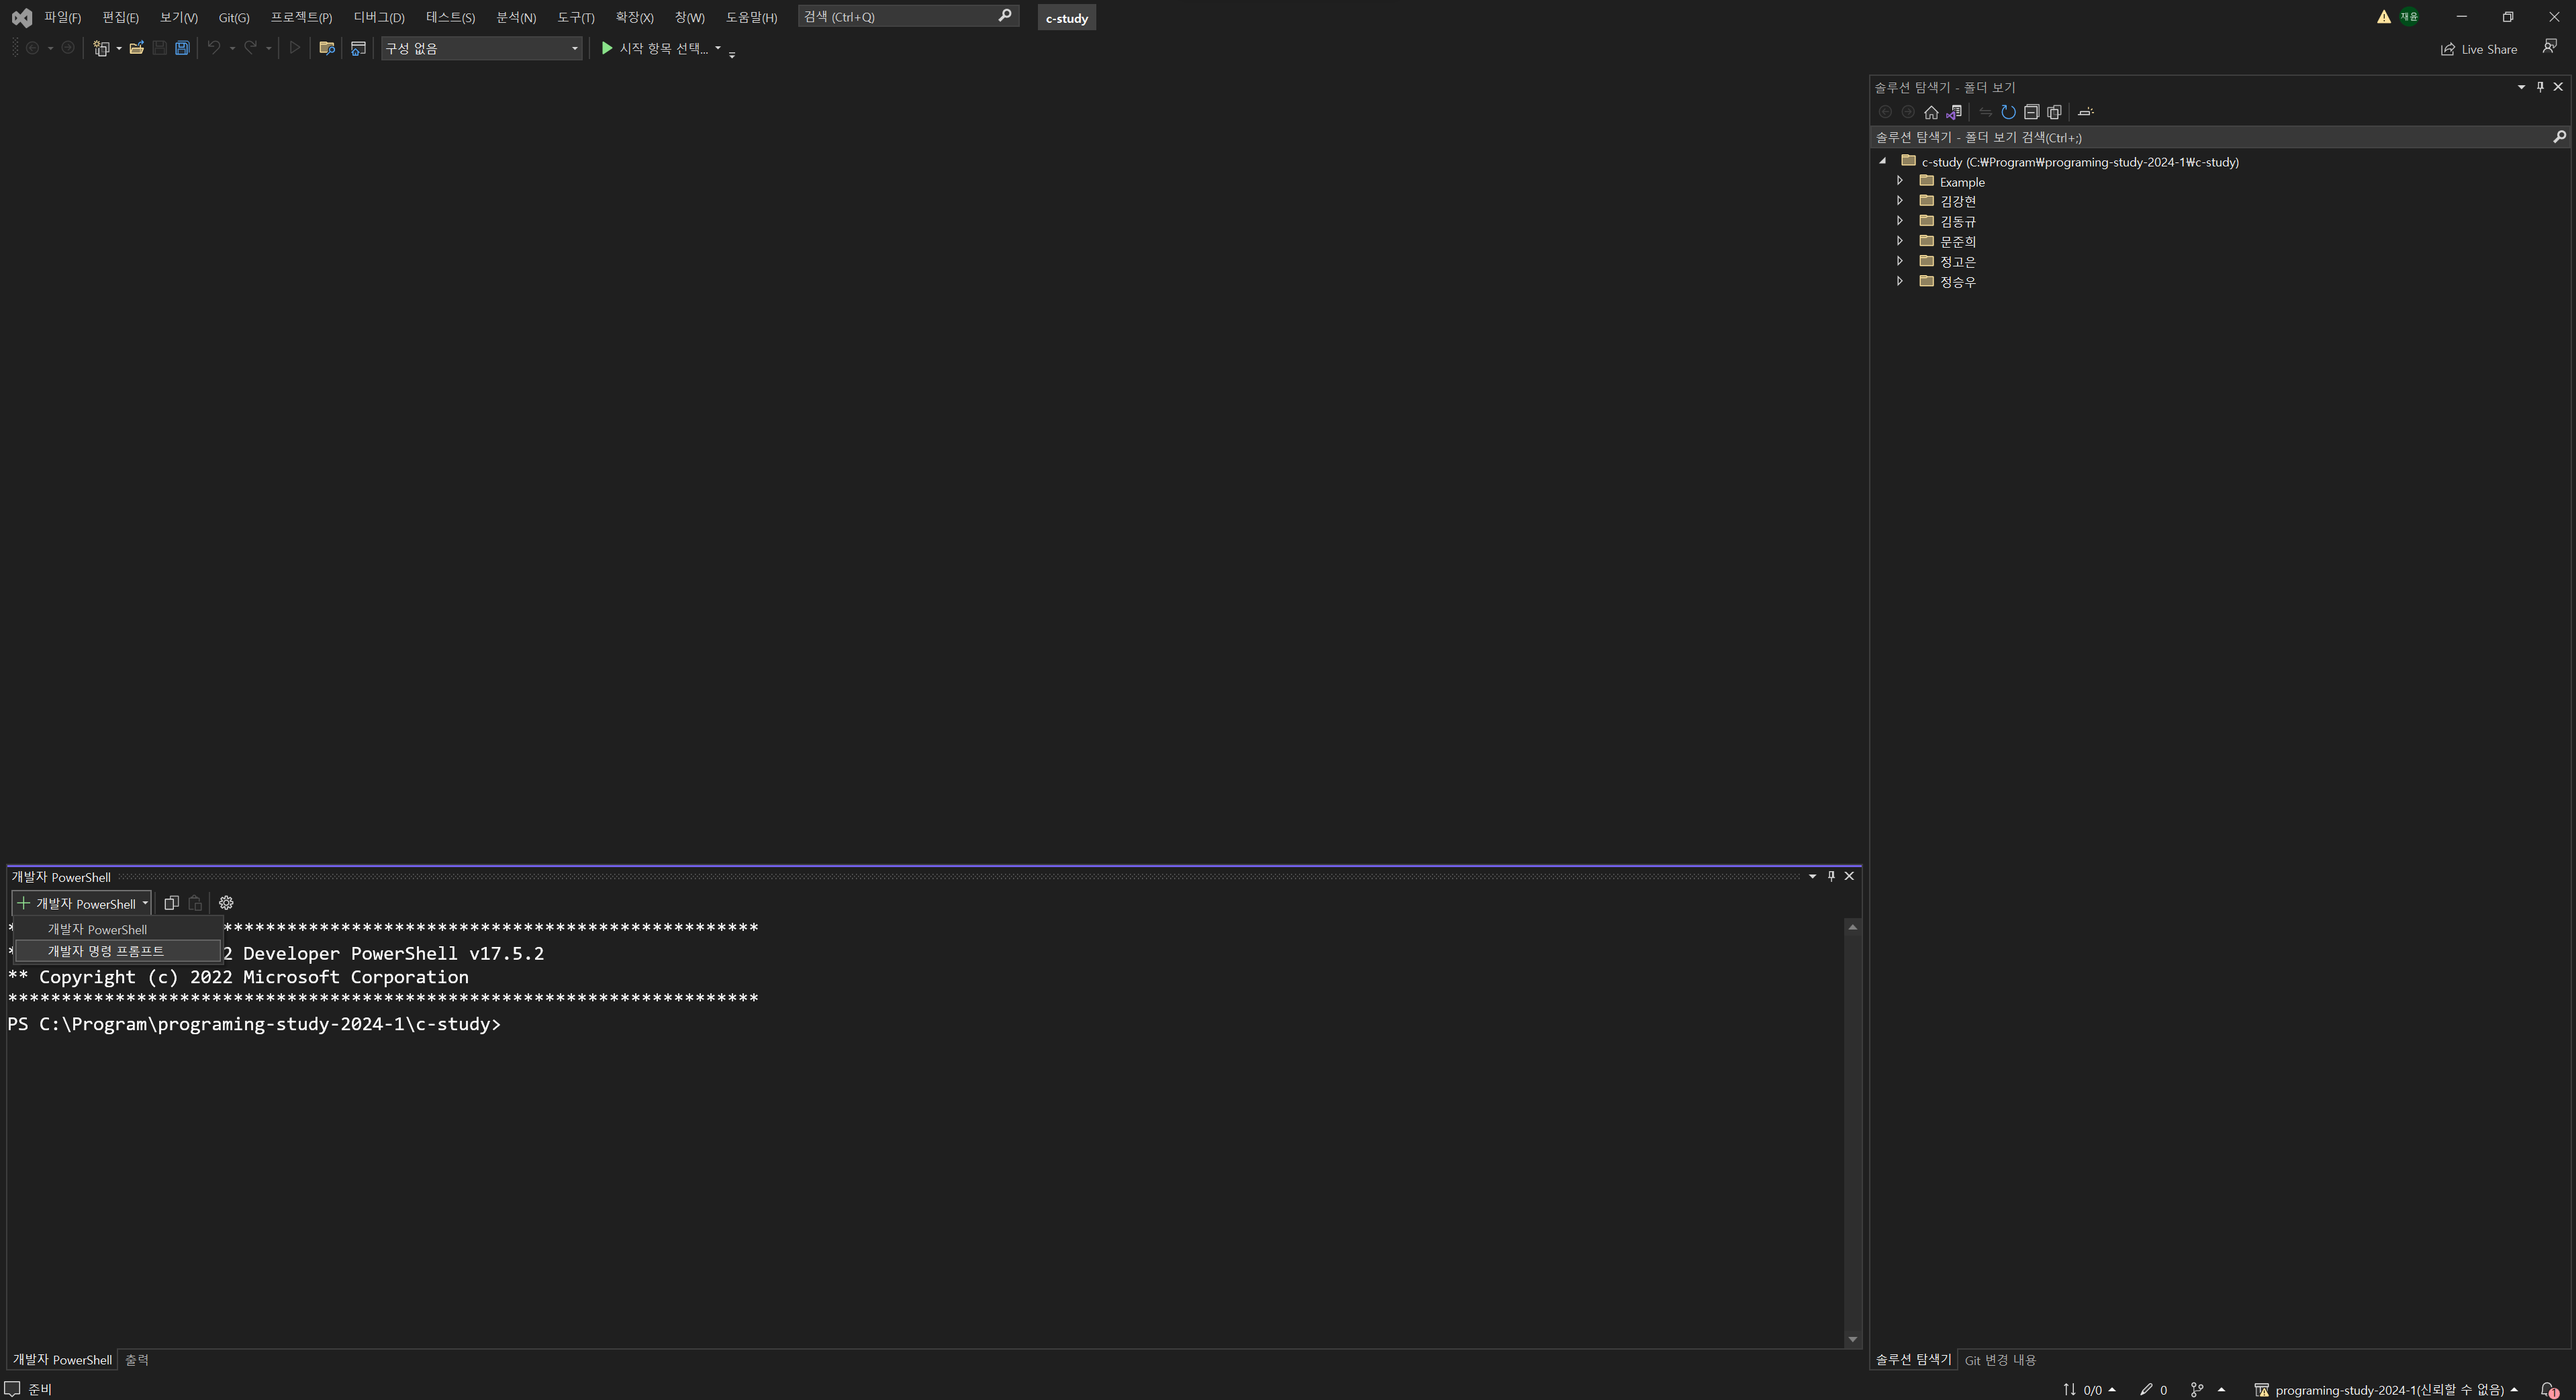 파일(F) 편집(E) 보기(V) Git(G) 프로젝트(P) 디버그(D) 테스트(S) 분석(N) 도구(T) 확장(X) 창(W) 도움말(H) 검색 (Ctrl+Q) c-study 재윤
구성 없음 시작 항목 선택... Live Share
솔루션 탐색기 - 폴더 보기
솔루션 탐색기 - 폴더 보기 검색(Ctrl+;)
c-study (C:₩Program₩programing-study-2024-1₩c-study)
Example
김강현
김동규
문준희
정고은
정승우
개발자 PowerShell
개발자 PowerShell
개발자 PowerShell
개발자 명령 프롬프트
2 Developer PowerShell v17.5.2
** Copyright (c) 2022 Microsoft Corporation
**********************************************************************
PS C:\Program\programing-study-2024-1\c-study>
개발자 PowerShell 출력
솔루션 탐색기 Git 변경 내용
준비 0/0 0 programing-study-2024-1(신뢰할 수 없음) 1